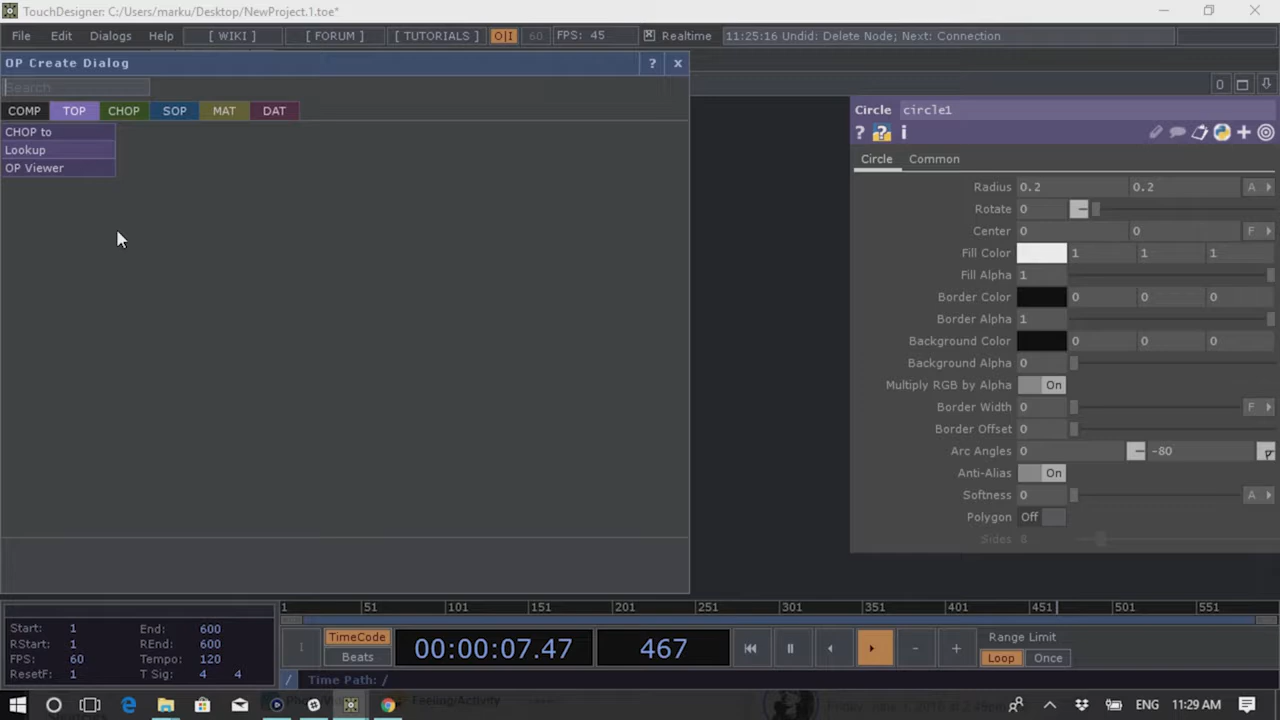 TouchDesigner: C:/Users/marku/Desktop/NewProject.1.toe*
File Edit Dialogs Help [ WIKI ] [ FORUM ] [ TUTORIALS ] O|I 60 FPS: 45 Realtime 11:25:16 Undid: Delete Node; Next: Connection
OP Create Dialog ? x
Search
0
COMP TOP CHOP SOP MAT DAT
CHOP to
Lookup
OP Viewer
Circle circle1
? ? i
Circle Common
Radius 0.2 0.2 A
Rotate 0
Center 0 0 F
Fill Color 1 1 1
Fill Alpha 1
Border Color 0 0 0
Border Alpha 1
Background Color 0 0 0
Background Alpha 0
Multiply RGB by Alpha On
Border Width 0 F
Border Offset 0
Arc Angles 0 -80
Anti-Alias On
Softness 0 A
Polygon Off
Sides 8
1 51 101 151 201 251 301 351 401 451 501 551
Start: 1 End: 600
RStart: 1 REnd: 600
FPS: 60 Tempo: 120
ResetF: 1 T Sig: 4 4
TimeCode
Beats
00:00:07.47 467
- +
Range Limit
Loop Once
/ Time Path: /
Feeling/Activity
ENG 11:29 AM